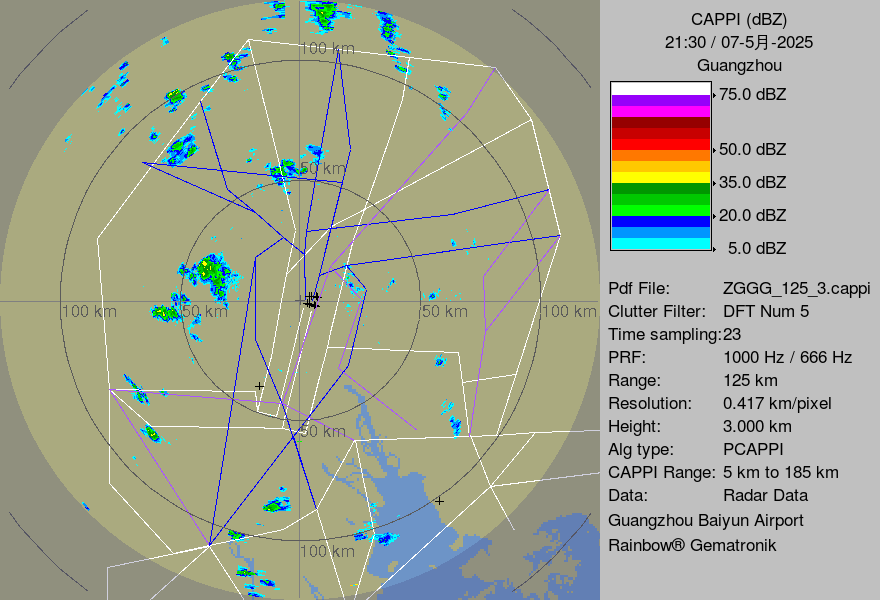 CAPPI (dBZ)
21:30 / 07-5月-2025
Guangzhou
75.0 dBZ
50.0 dBZ
35.0 dBZ
20.0 dBZ
5.0 dBZ
Pdf File: ZGGG_125_3.cappi
Clutter Filter: DFT Num 5
Time sampling:23
PRF: 1000 Hz / 666 Hz
Range: 125 km
Resolution: 0.417 km/pixel
Height: 3.000 km
Alg type: PCAPPI
CAPPI Range: 5 km to 185 km
Data: Radar Data
Guangzhou Baiyun Airport
Rainbow® Gematronik
100 km
50 km
100 km
50 km
50 km
100 km
50 km
100 km